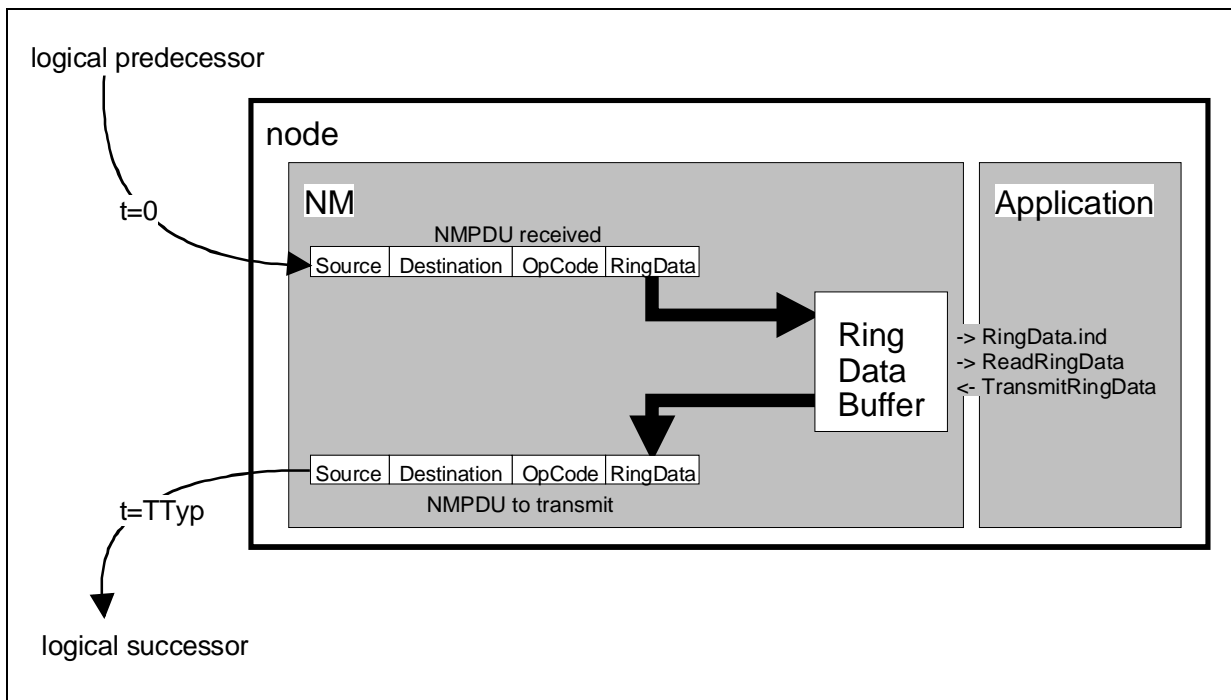 logical predecessor
node
NM
Application
t=0
NMPDU received
Source Destination OpCode RingData
Ring
Data
Buffer
-> RingData.ind
-> ReadRingData
<- TransmitRingData
Source Destination OpCode RingData
NMPDU to transmit
t=TTyp
logical successor